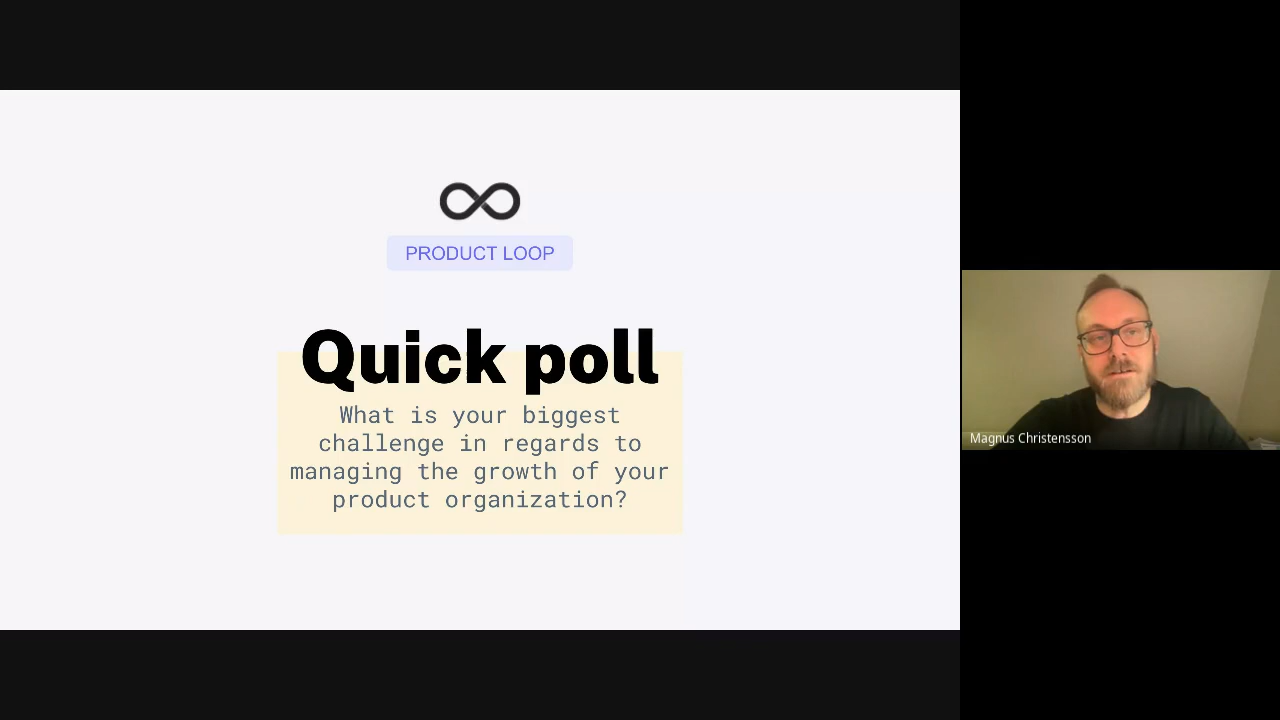 PRODUCT LOOP
Quick poll
What is your biggest
challenge in regards to
managing the growth of your
product organization?
Magnus Christensson